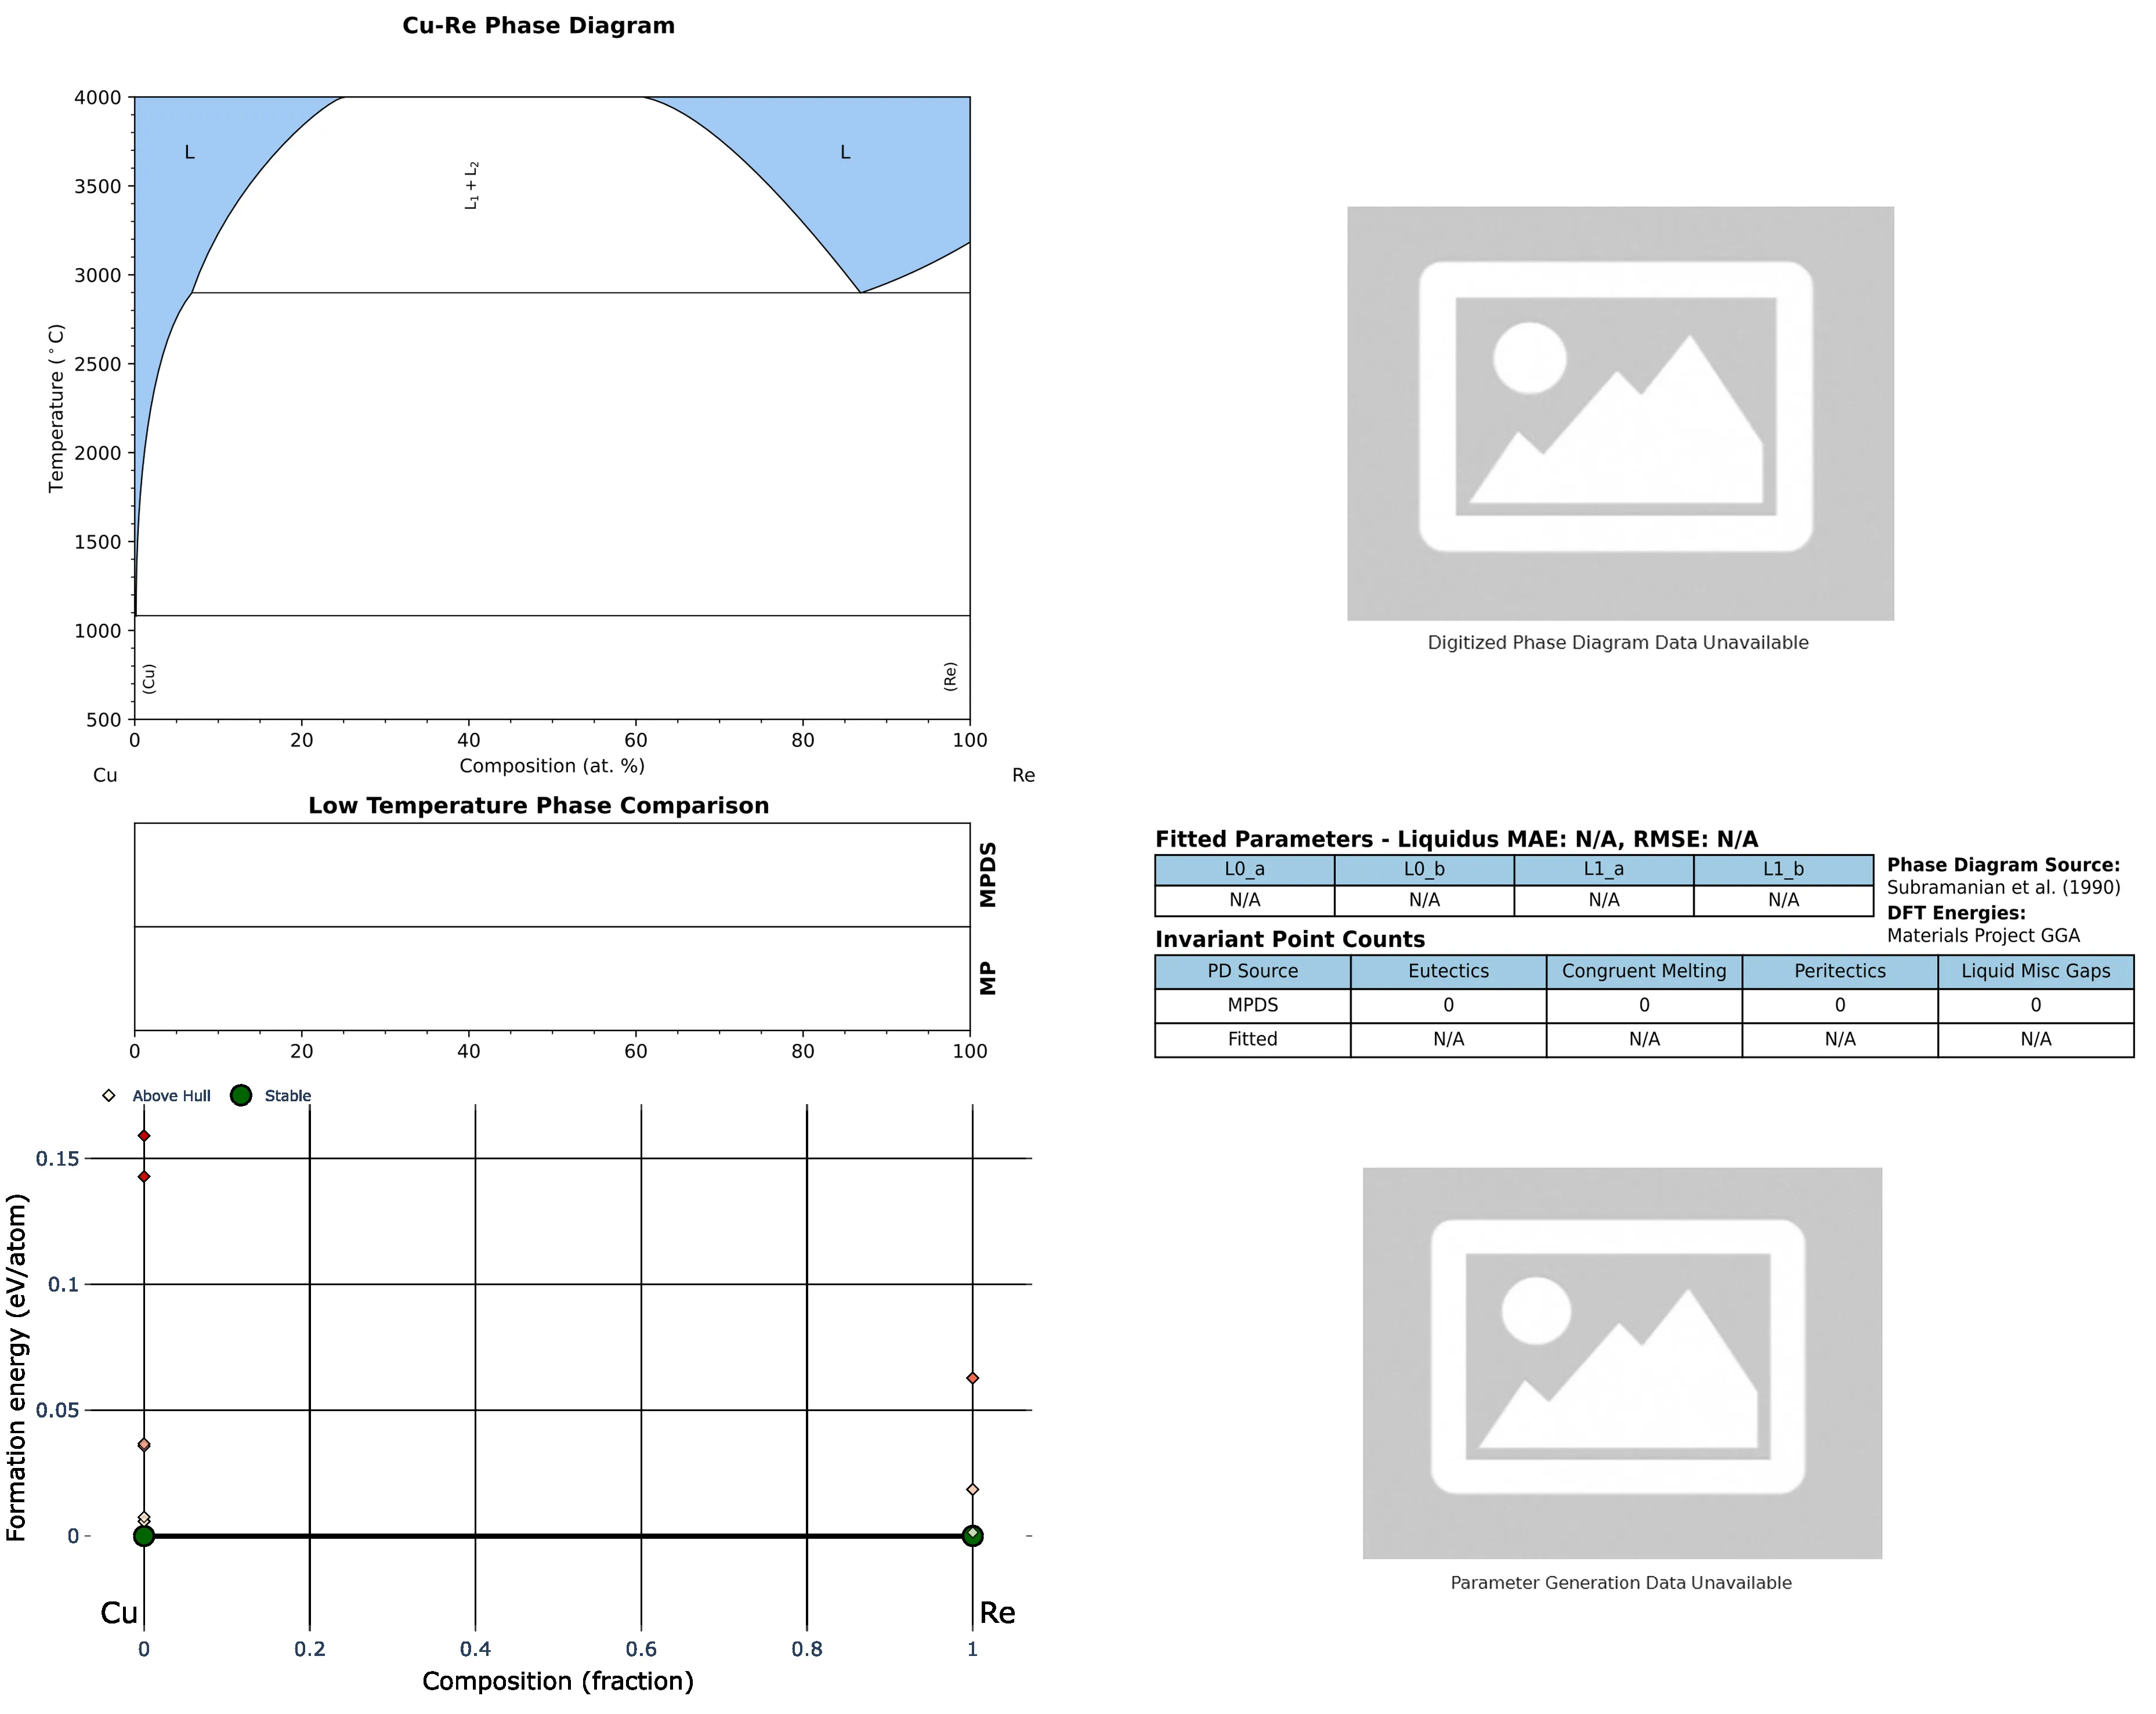 Cu-Re Phase Diagram
4000
3500
3000
2500
2000
1500
1000
500
Temperature (°C)
L
L₁ + L₂
L
(Cu)
(Re)
0 20 40 60 80 100
Composition (at. %)
Cu Re
Digitized Phase Diagram Data Unavailable
Low Temperature Phase Comparison
MPDS
MP
0 20 40 60 80 100
Fitted Parameters - Liquidus MAE: N/A, RMSE: N/A
L0_a L0_b L1_a L1_b
N/A N/A N/A N/A
Phase Diagram Source:
Subramanian et al. (1990)
DFT Energies:
Materials Project GGA
Invariant Point Counts
PD Source Eutectics Congruent Melting Peritectics Liquid Misc Gaps
MPDS 0 0 0 0
Fitted N/A N/A N/A N/A
Above Hull Stable
0.15
0.1
0.05
0
Formation energy (eV/atom)
Cu Re
0 0.2 0.4 0.6 0.8 1
Composition (fraction)
Parameter Generation Data Unavailable